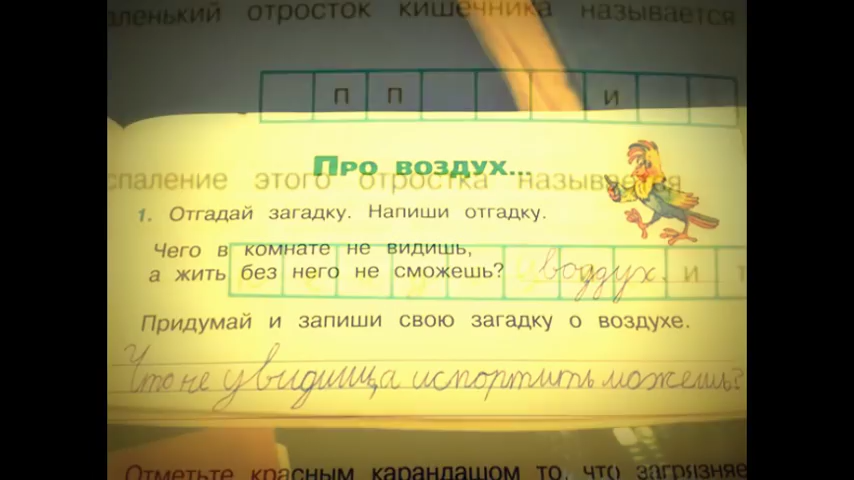 аленький отросток кишечника называется
п п и
Про воздух...
спаление этого отростка называется
1. Отгадай загадку. Напиши отгадку.
Чего в комнате не видишь,
а жить без него не сможешь? воздух.
и т
Придумай и запиши свою загадку о воздухе.
Что не увидища испортить можешь?
Отметьте красным карандашом то, что загрязняе